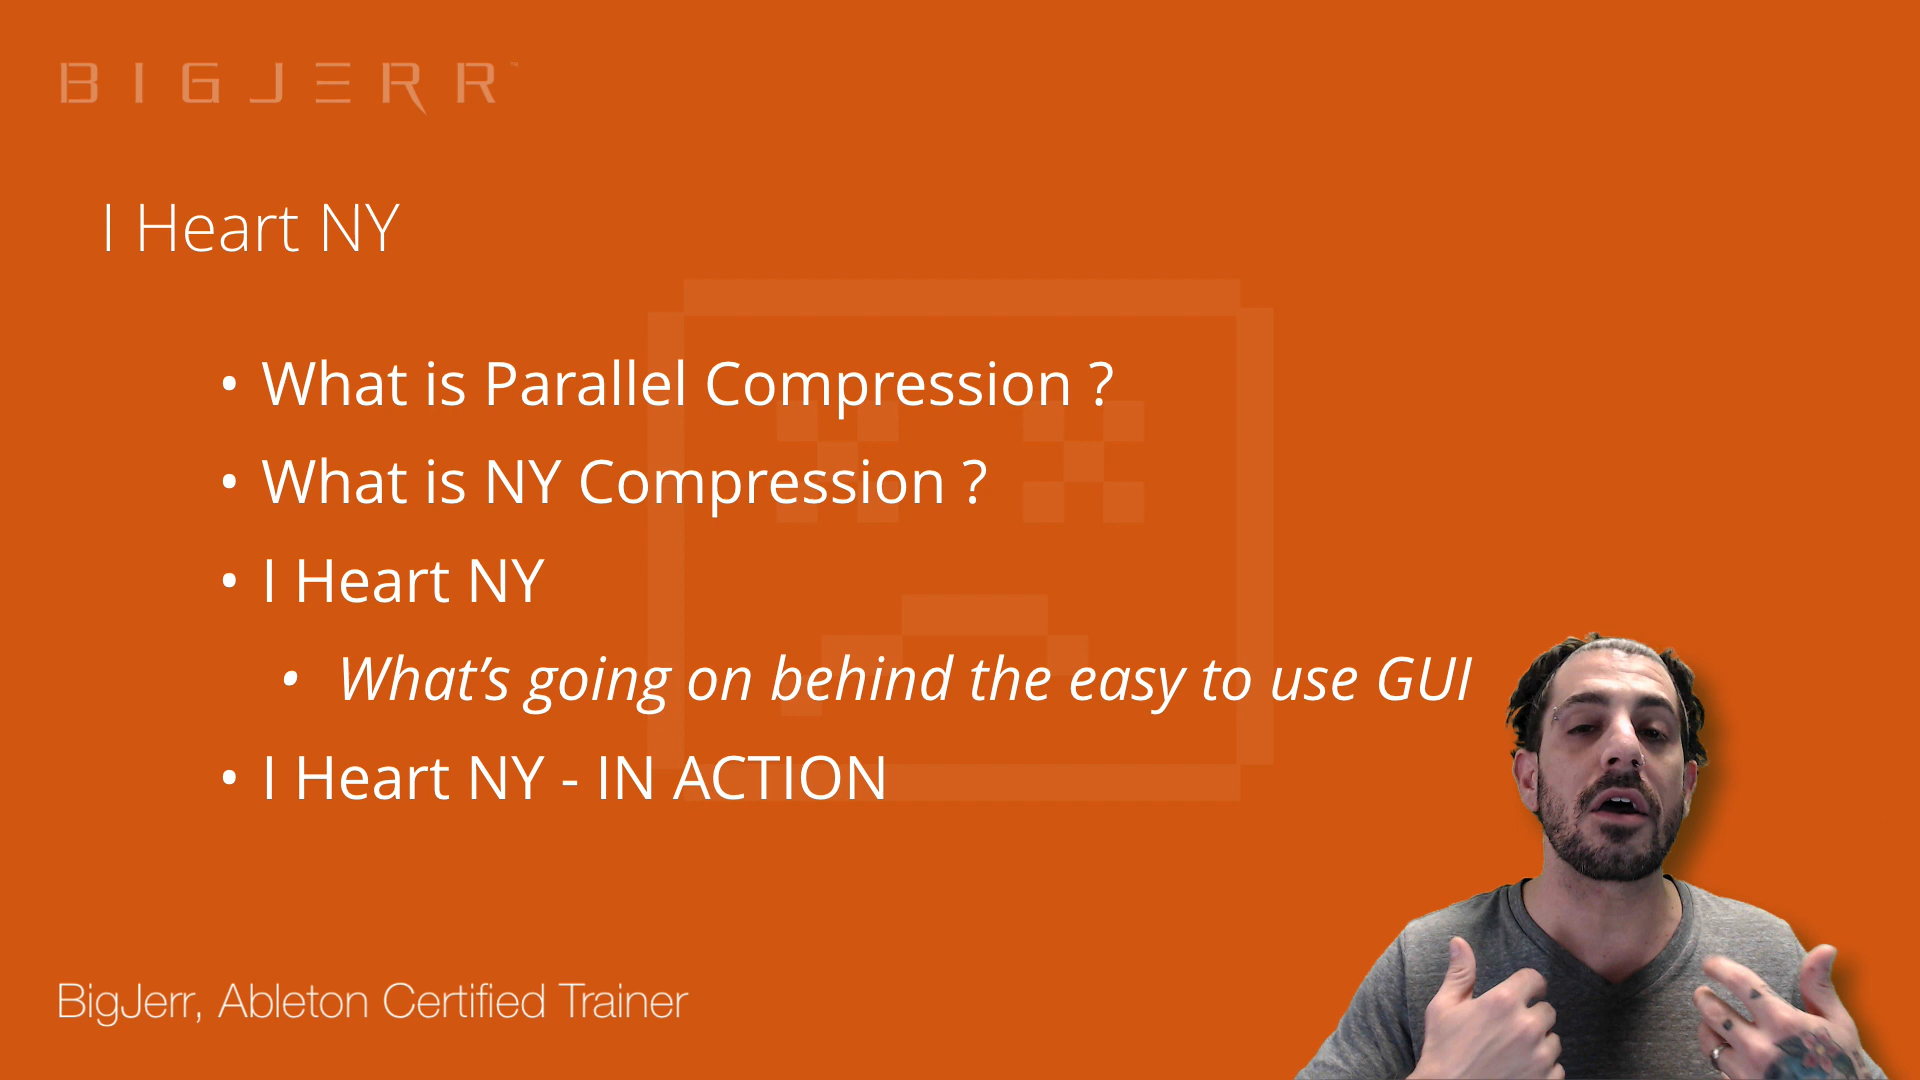 BIGJERR™
I Heart NY
• What is Parallel Compression ?
• What is NY Compression ?
• I Heart NY
• What’s going on behind the easy to use GUI
• I Heart NY - IN ACTION
BigJerr, Ableton Certified Trainer